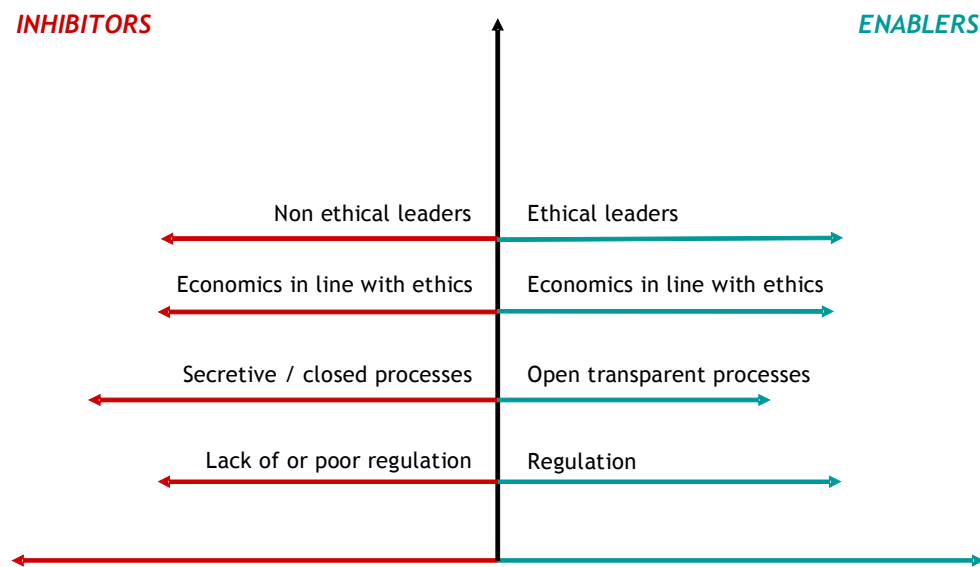 INHIBITORS
ENABLERS
Non ethical leaders
Ethical leaders
Economics in line with ethics
Economics in line with ethics
Secretive / closed processes
Open transparent processes
Lack of or poor regulation
Regulation